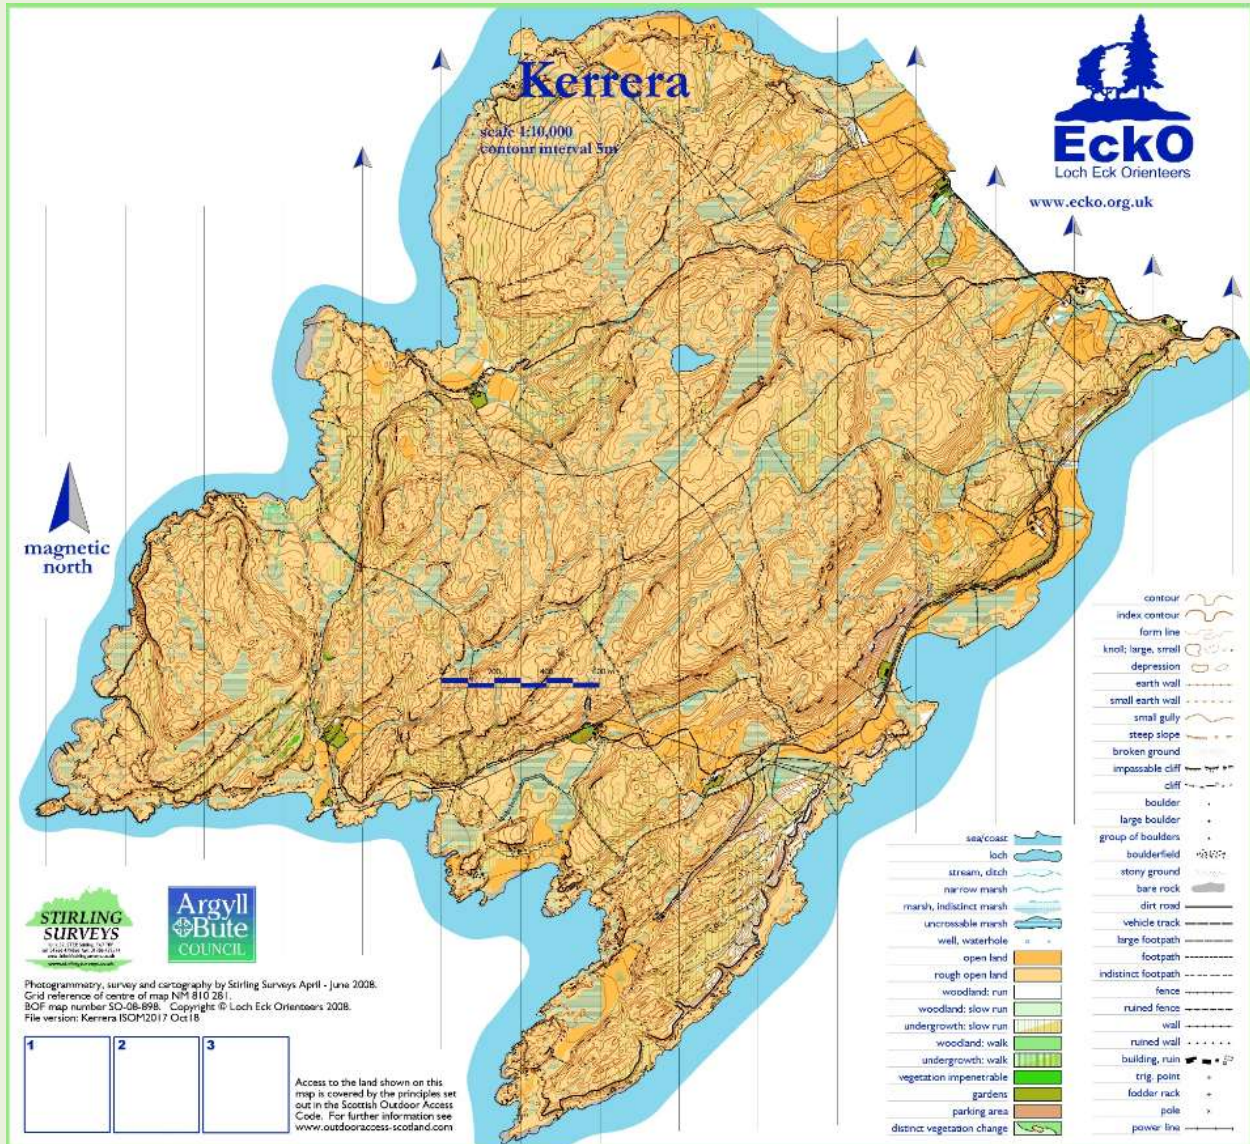 Kerrera
scale 1:10,000
contour interval 5m
EckO
Loch Eck Orienteers
www.ecko.org.uk
magnetic
north
200
400
contour
index contour
form line
knoll; large, small
depression
earth wall
small earth wall
small gully
steep slope
broken ground
impassable cliff
cliff
boulder
large boulder
group of boulders
boulderfield
stony ground
bare rock
dirt road
vehicle track
large footpath
footpath
indistinct footpath
fence
ruined fence
wall
ruined wall
building, ruin
trig. point
fodder rack
pole
power line
sea/coast
loch
stream, ditch
narrow marsh
marsh, indistinct marsh
uncrossable marsh
well, waterhole
open land
rough open land
woodland: run
woodland: slow run
undergrowth: slow run
woodland: walk
undergrowth: walk
vegetation impenetrable
gardens
parking area
distinct vegetation change
STIRLING
SURVEYS
Argyll
&Bute
COUNCIL
Photogrammetry, survey and cartography by Stirling Surveys April - June 2008.
Grid reference of centre of map NM 810 281.
BOF map number SO-08-898. Copyright © Loch Eck Orienteers 2008.
File version: Kerrera ISOM2017 Oct18
1
2
3
Access to the land shown on this
map is covered by the principles set
out in the Scottish Outdoor Access
Code. For further information see
www.outdooraccess-scotland.com